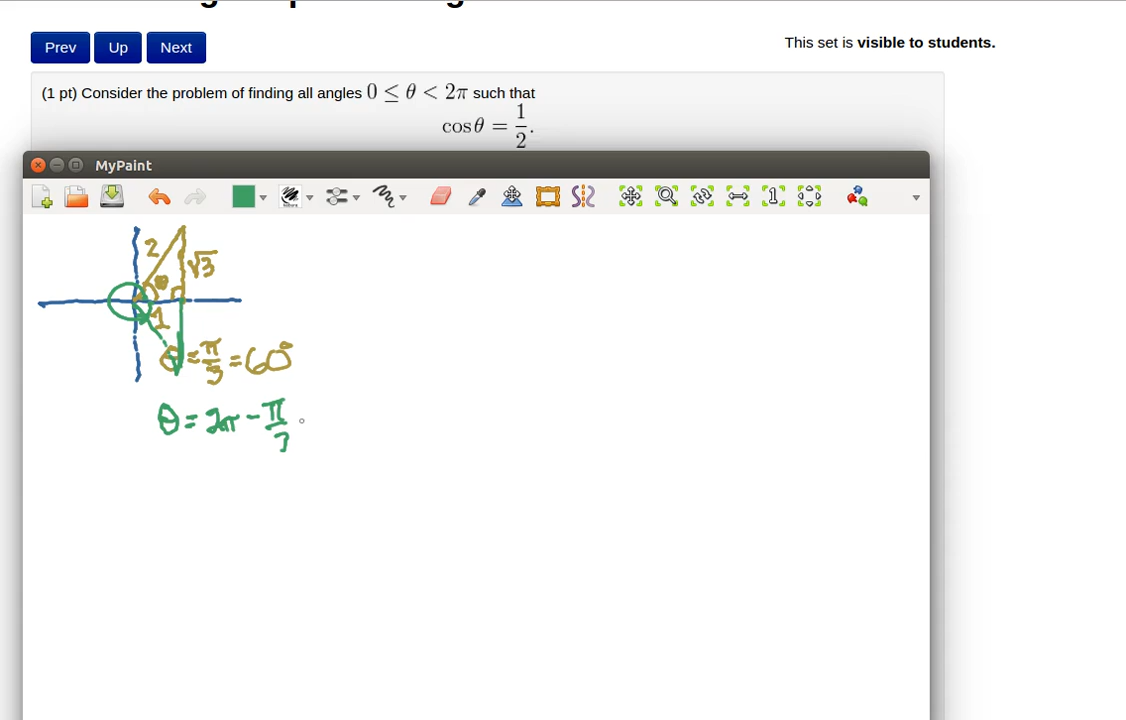 Prev Up Next
This set is visible to students.
(1 pt) Consider the problem of finding all angles 0 ≤ θ < 2π such that
cos θ = 1/2.
MyPaint
2
√3
θ
1
θ = π/3 = 60°
θ = 2π − π/3